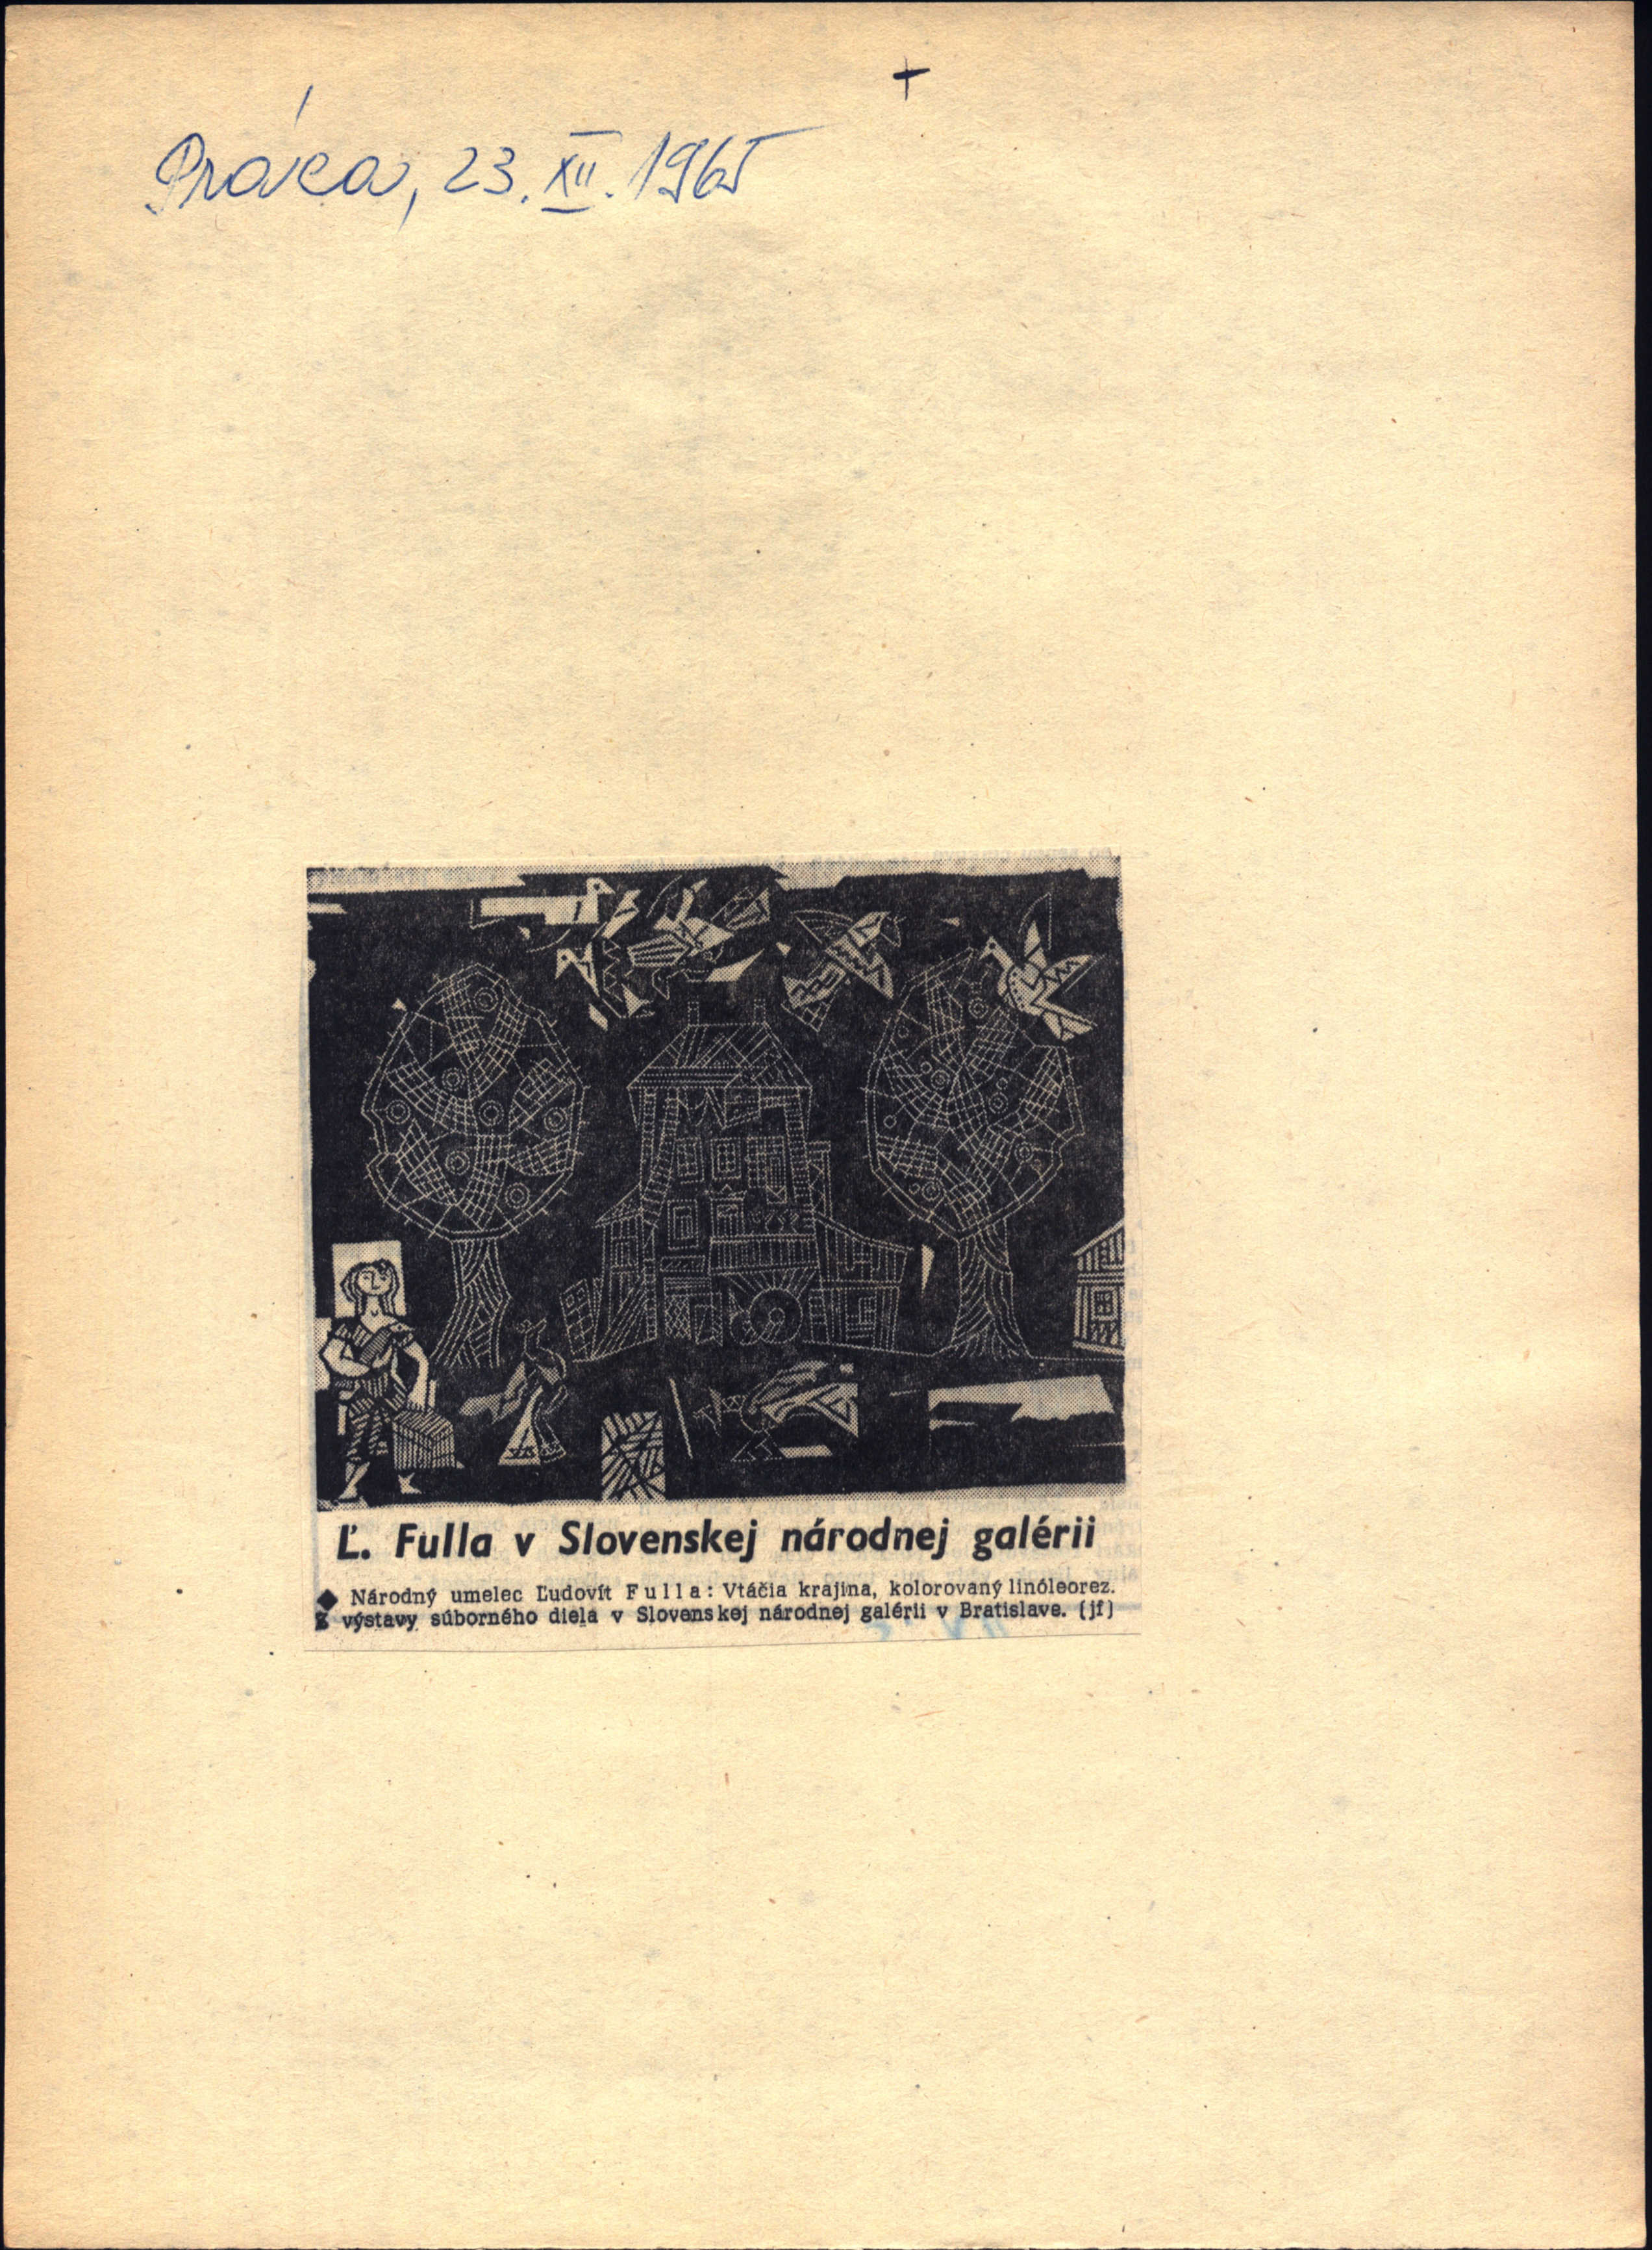 +
Práca, 23. XII. 1965
Ľ. Fulla v Slovenskej národnej galérii
◆ Národný umelec Ľudovít Fulla: Vtáčia krajina, kolorovaný linóleorez.
Z výstavy súborného diela v Slovenskej národnej galérii v Bratislave. (jf)